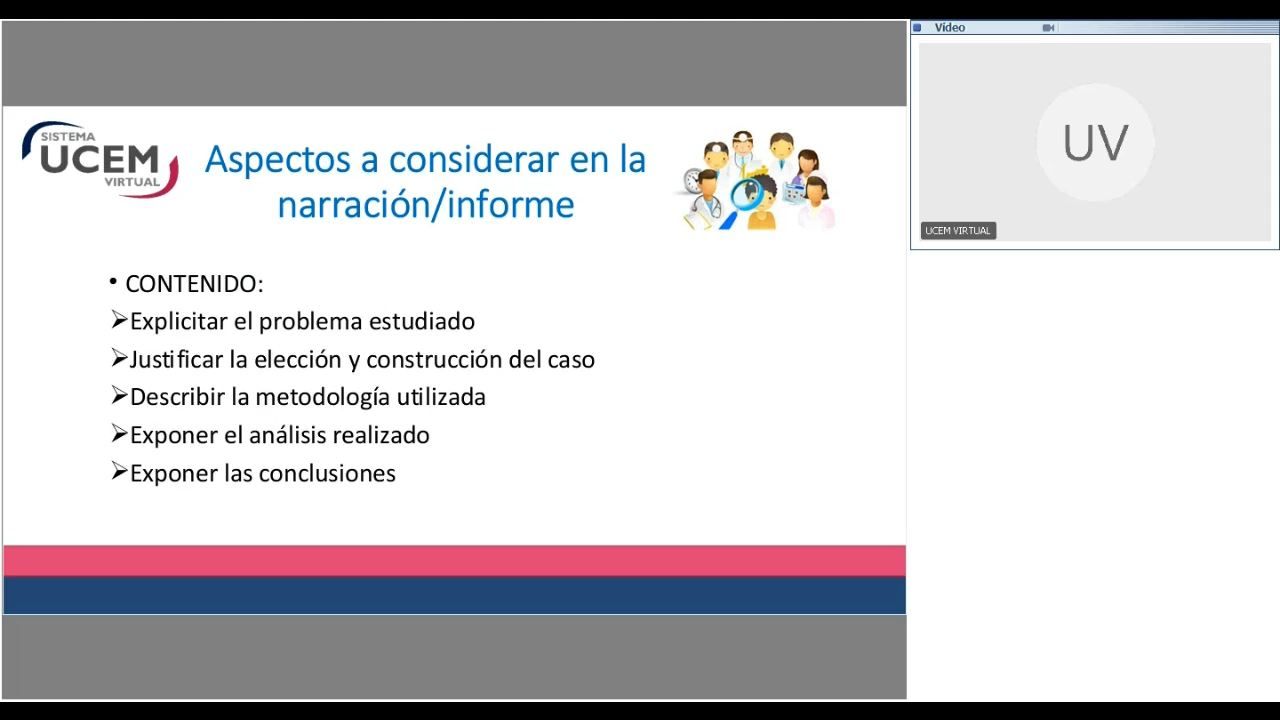 SISTEMA
UCEM
VIRTUAL
Aspectos a considerar en la
narración/informe
• CONTENIDO:
➢Explicitar el problema estudiado
➢Justificar la elección y construcción del caso
➢Describir la metodología utilizada
➢Exponer el análisis realizado
➢Exponer las conclusiones
Vídeo
UV
UCEM VIRTUAL